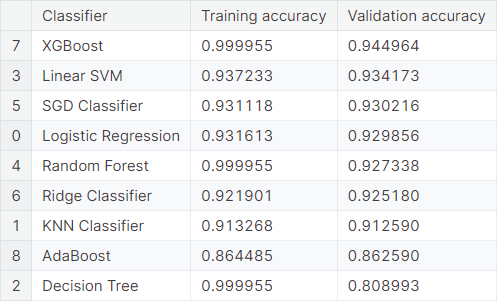 Classifier Training accuracy Validation accuracy
7 XGBoost 0.999955 0.944964
3 Linear SVM 0.937233 0.934173
5 SGD Classifier 0.931118 0.930216
0 Logistic Regression 0.931613 0.929856
4 Random Forest 0.999955 0.927338
6 Ridge Classifier 0.921901 0.925180
1 KNN Classifier 0.913268 0.912590
8 AdaBoost 0.864485 0.862590
2 Decision Tree 0.999955 0.808993